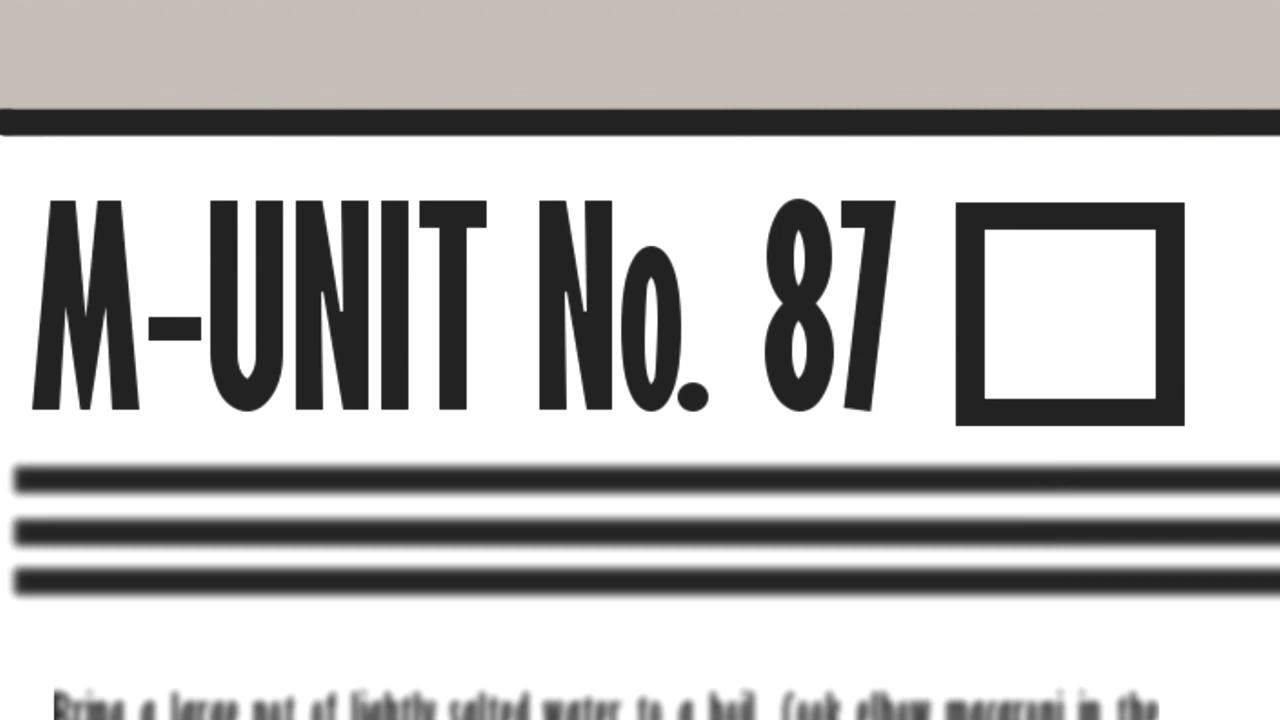 M-UNIT No. 87
Bring a large pot of lightly salted water to a boil. Cook elbow macaroni in the